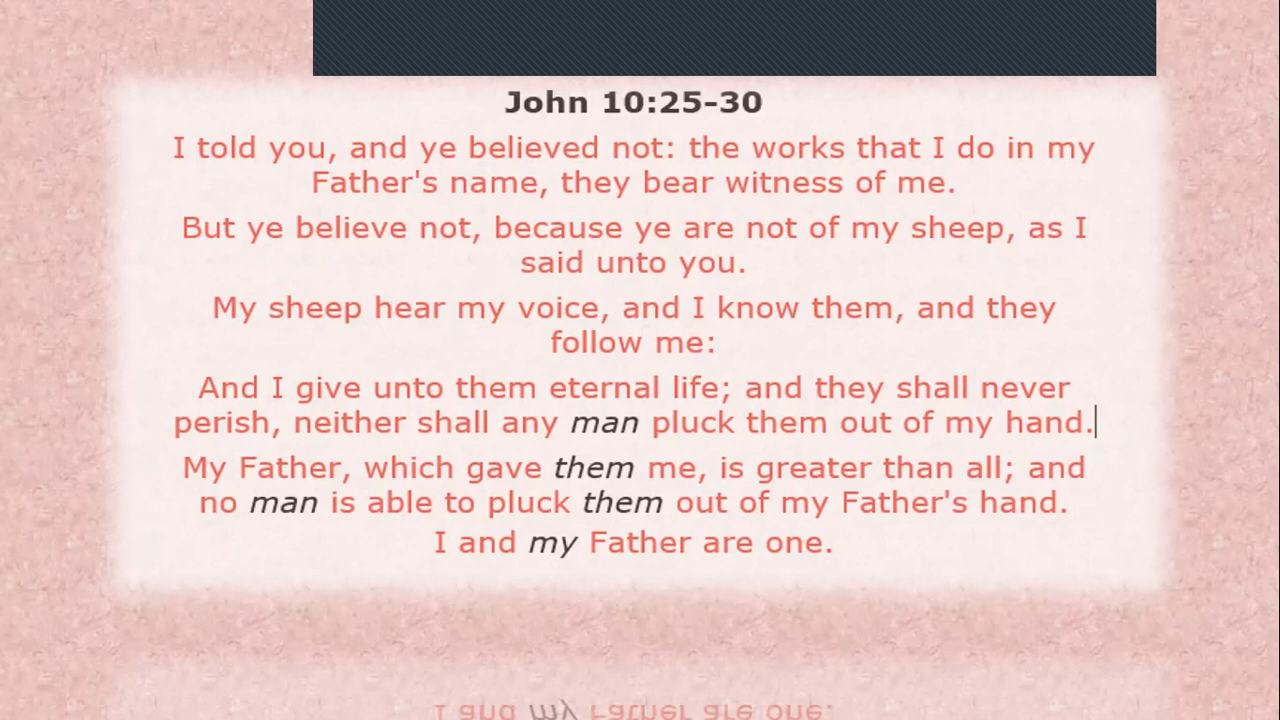 John 10:25-30
I told you, and ye believed not: the works that I do in my
Father's name, they bear witness of me.
But ye believe not, because ye are not of my sheep, as I
said unto you.
My sheep hear my voice, and I know them, and they
follow me:
And I give unto them eternal life; and they shall never
perish, neither shall any man pluck them out of my hand.
My Father, which gave them me, is greater than all; and
no man is able to pluck them out of my Father's hand.
I and my Father are one.
I and my Father are one.